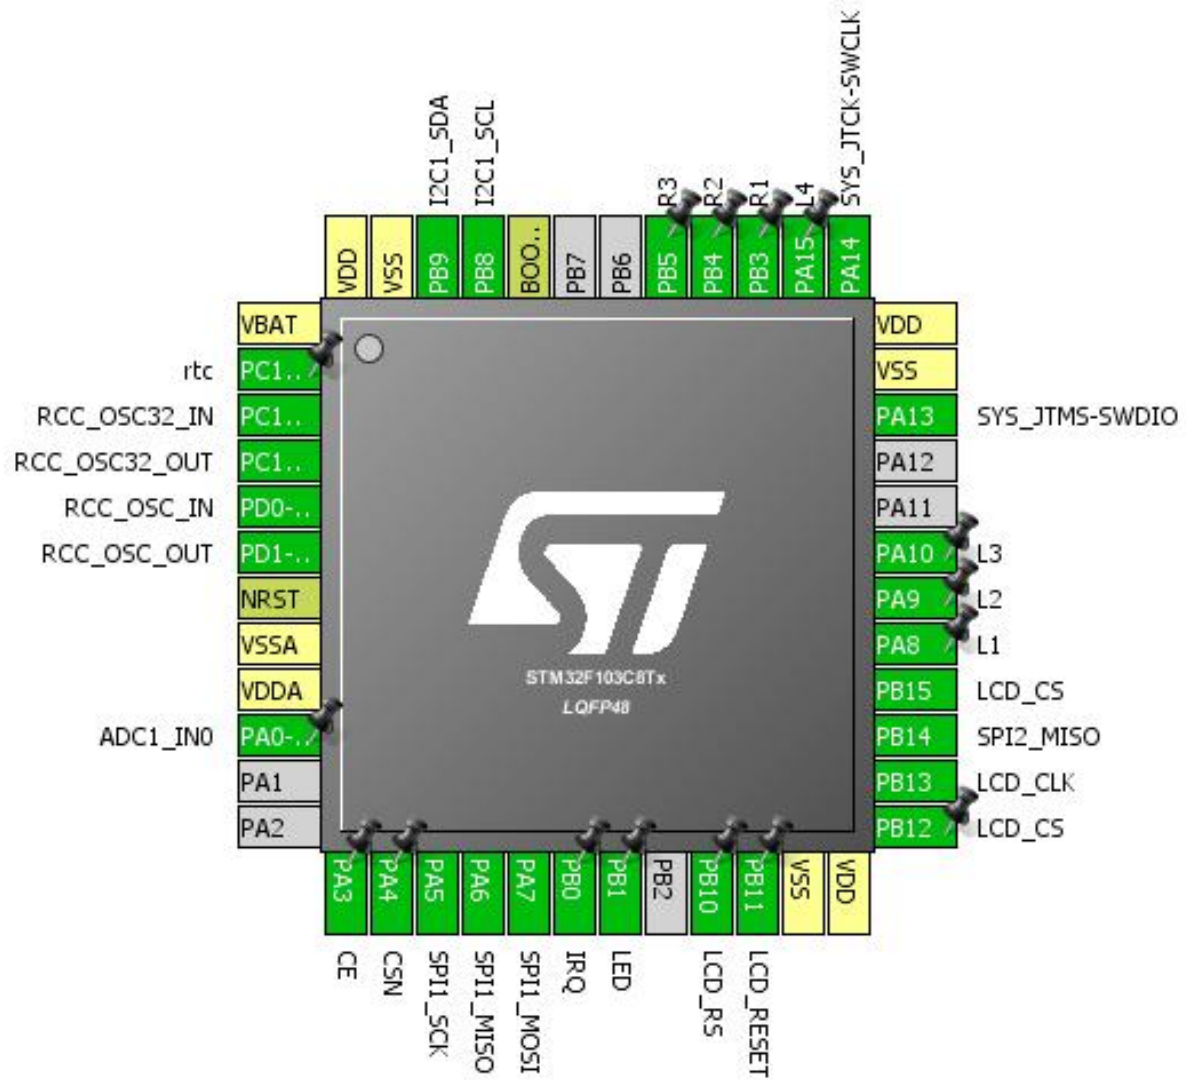 I2C1_SDA
I2C1_SCL
R3
R2
R1
L4
SYS_JTCK-SWCLK
VDD
VSS
PB9
PB8
BOO..
PB7
PB6
PB5
PB4
PB3
PA15
PA14
VBAT
rtc PC1..
RCC_OSC32_IN PC1..
RCC_OSC32_OUT PC1..
RCC_OSC_IN PD0-..
RCC_OSC_OUT PD1-..
NRST
VSSA
VDDA
ADC1_IN0 PA0-..
PA1
PA2
VDD
VSS
PA13 SYS_JTMS-SWDIO
PA12
PA11
PA10 L3
PA9 L2
PA8 L1
PB15 LCD_CS
PB14 SPI2_MISO
PB13 LCD_CLK
PB12 LCD_CS
ST
STM32F103C8Tx
LQFP48
PA3
PA4
PA5
PA6
PA7
PB0
PB1
PB2
PB10
PB11
VSS
VDD
CE
CSN
SPI1_SCK
SPI1_MISO
SPI1_MOSI
IRQ
LED
LCD_RS
LCD_RESET